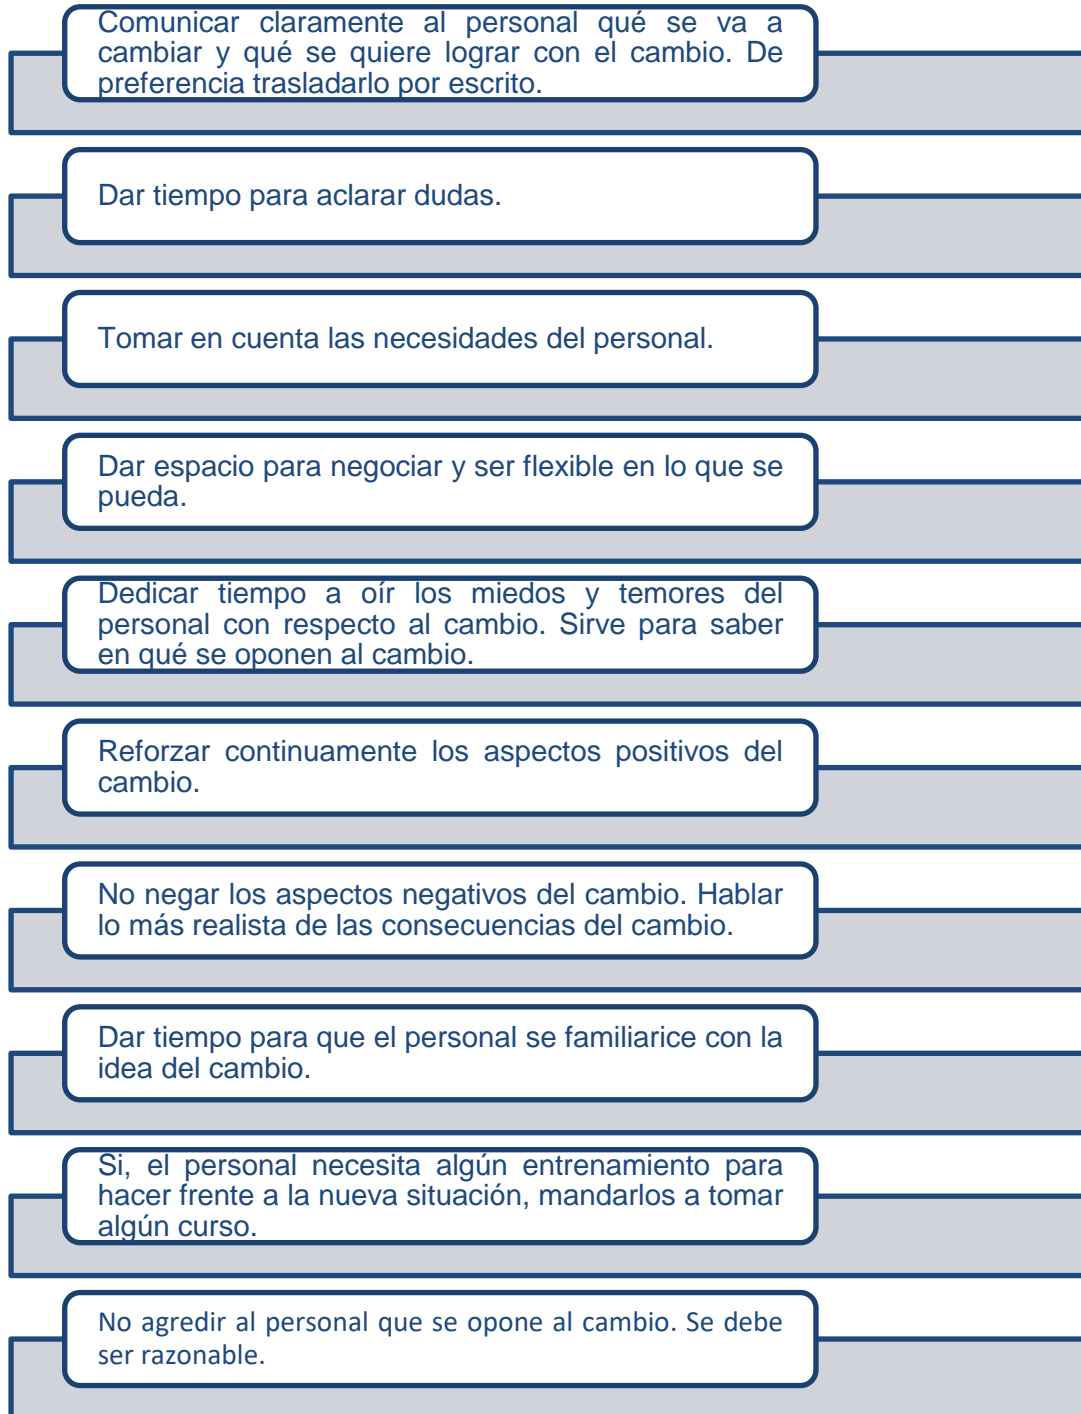 Comunicar claramente al personal qué se va a
cambiar y qué se quiere lograr con el cambio. De
preferencia trasladarlo por escrito.
Dar tiempo para aclarar dudas.
Tomar en cuenta las necesidades del personal.
Dar espacio para negociar y ser flexible en lo que se
pueda.
Dedicar tiempo a oír los miedos y temores del
personal con respecto al cambio. Sirve para saber
en qué se oponen al cambio.
Reforzar continuamente los aspectos positivos del
cambio.
No negar los aspectos negativos del cambio. Hablar
lo más realista de las consecuencias del cambio.
Dar tiempo para que el personal se familiarice con la
idea del cambio.
Si, el personal necesita algún entrenamiento para
hacer frente a la nueva situación, mandarlos a tomar
algún curso.
No agredir al personal que se opone al cambio. Se debe
ser razonable.